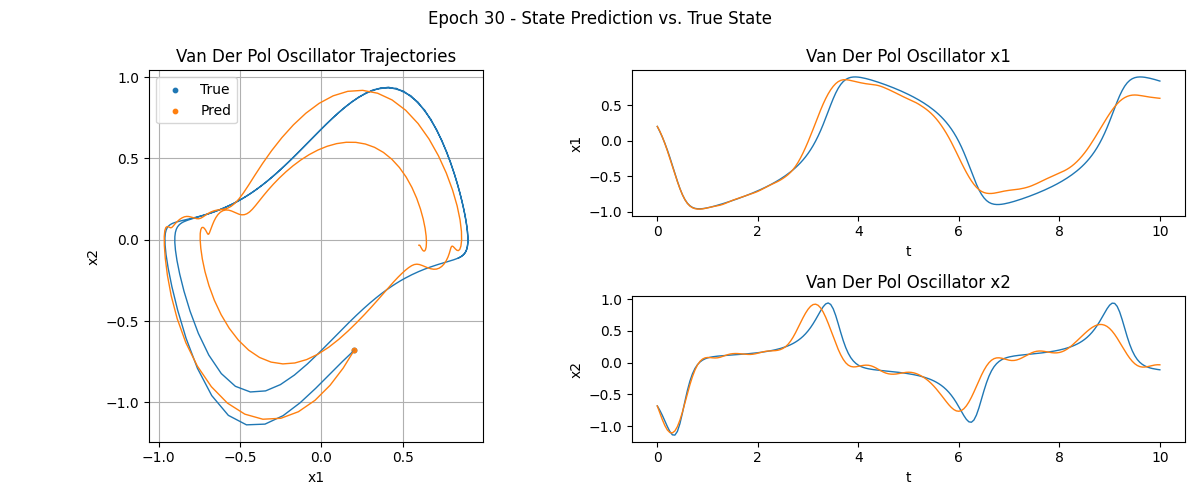 Epoch 30 - State Prediction vs. True State
Van Der Pol Oscillator Trajectories
True
Pred
1.0
0.5
0.0
−0.5
−1.0
x2
−1.0
−0.5
0.0
0.5
x1
Van Der Pol Oscillator x1
0.5
0.0
−0.5
−1.0
x1
0
2
4
6
8
10
t
Van Der Pol Oscillator x2
1.0
0.5
0.0
−0.5
−1.0
x2
0
2
4
6
8
10
t